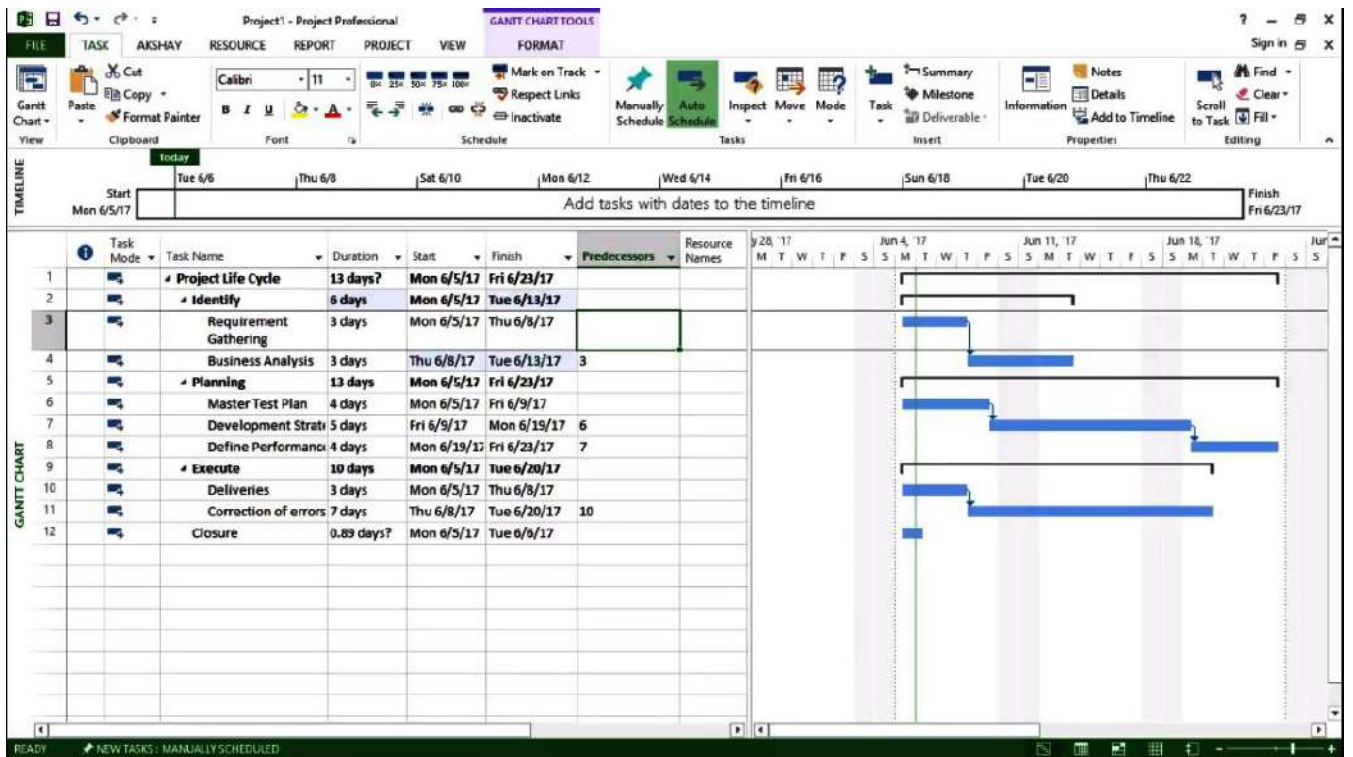 Project1 - Project Professional
GANTT CHART TOOLS
FILE TASK AKSHAY RESOURCE REPORT PROJECT VIEW FORMAT Sign in
Gantt Chart
View
Paste
Cut
Copy
Format Painter
Clipboard
Calibri 11
B I U A
Font
0× 25× 50× 75× 100×
Mark on Track
Respect Links
Inactivate
Schedule
Manually Schedule
Auto Schedule
Inspect Move Mode
Tasks
Task
Summary
Milestone
Deliverable
Insert
Information
Notes
Details
Add to Timeline
Properties
Scroll to Task
Find
Clear
Fill
Editing
TIMELINE
Today
Tue 6/6 Thu 6/8 Sat 6/10 Mon 6/12 Wed 6/14 Fri 6/16 Sun 6/18 Tue 6/20 Thu 6/22
Start
Mon 6/5/17
Add tasks with dates to the timeline
Finish
Fri 6/23/17
GANTT CHART
Task Mode Task Name Duration Start Finish Predecessors Resource Names
y 28, '17 Jun 4, '17 Jun 11, '17 Jun 18, '17 Jur
M T W T F S S M T W T F S S M T W T F S S M T W T F S S
1 Project Life Cycle 13 days? Mon 6/5/17 Fri 6/23/17
2 Identify 6 days Mon 6/5/17 Tue 6/13/17
3 Requirement Gathering 3 days Mon 6/5/17 Thu 6/8/17
4 Business Analysis 3 days Thu 6/8/17 Tue 6/13/17 3
5 Planning 13 days Mon 6/5/17 Fri 6/23/17
6 Master Test Plan 4 days Mon 6/5/17 Fri 6/9/17
7 Development Strat 5 days Fri 6/9/17 Mon 6/19/17 6
8 Define Performanc 4 days Mon 6/19/17 Fri 6/23/17 7
9 Execute 10 days Mon 6/5/17 Tue 6/20/17
10 Deliveries 3 days Mon 6/5/17 Thu 6/8/17
11 Correction of errors 7 days Thu 6/8/17 Tue 6/20/17 10
12 Closure 0.89 days? Mon 6/5/17 Tue 6/6/17
READY NEW TASKS : MANUALLY SCHEDULED